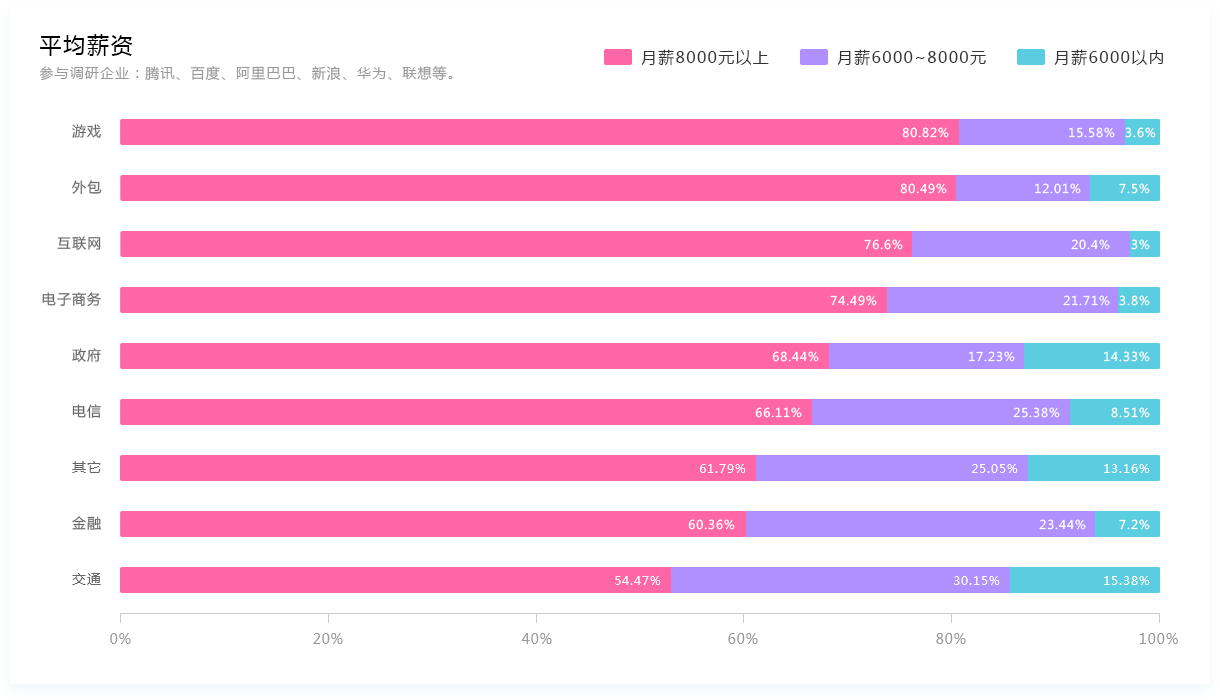 平均薪资
参与调研企业：腾讯、百度、阿里巴巴、新浪、华为、联想等。
月薪8000元以上 月薪6000~8000元 月薪6000以内
游戏 80.82% 15.58% 3.6%
外包 80.49% 12.01% 7.5%
互联网 76.6% 20.4% 3%
电子商务 74.49% 21.71% 3.8%
政府 68.44% 17.23% 14.33%
电信 66.11% 25.38% 8.51%
其它 61.79% 25.05% 13.16%
金融 60.36% 23.44% 7.2%
交通 54.47% 30.15% 15.38%
0% 20% 40% 60% 80% 100%